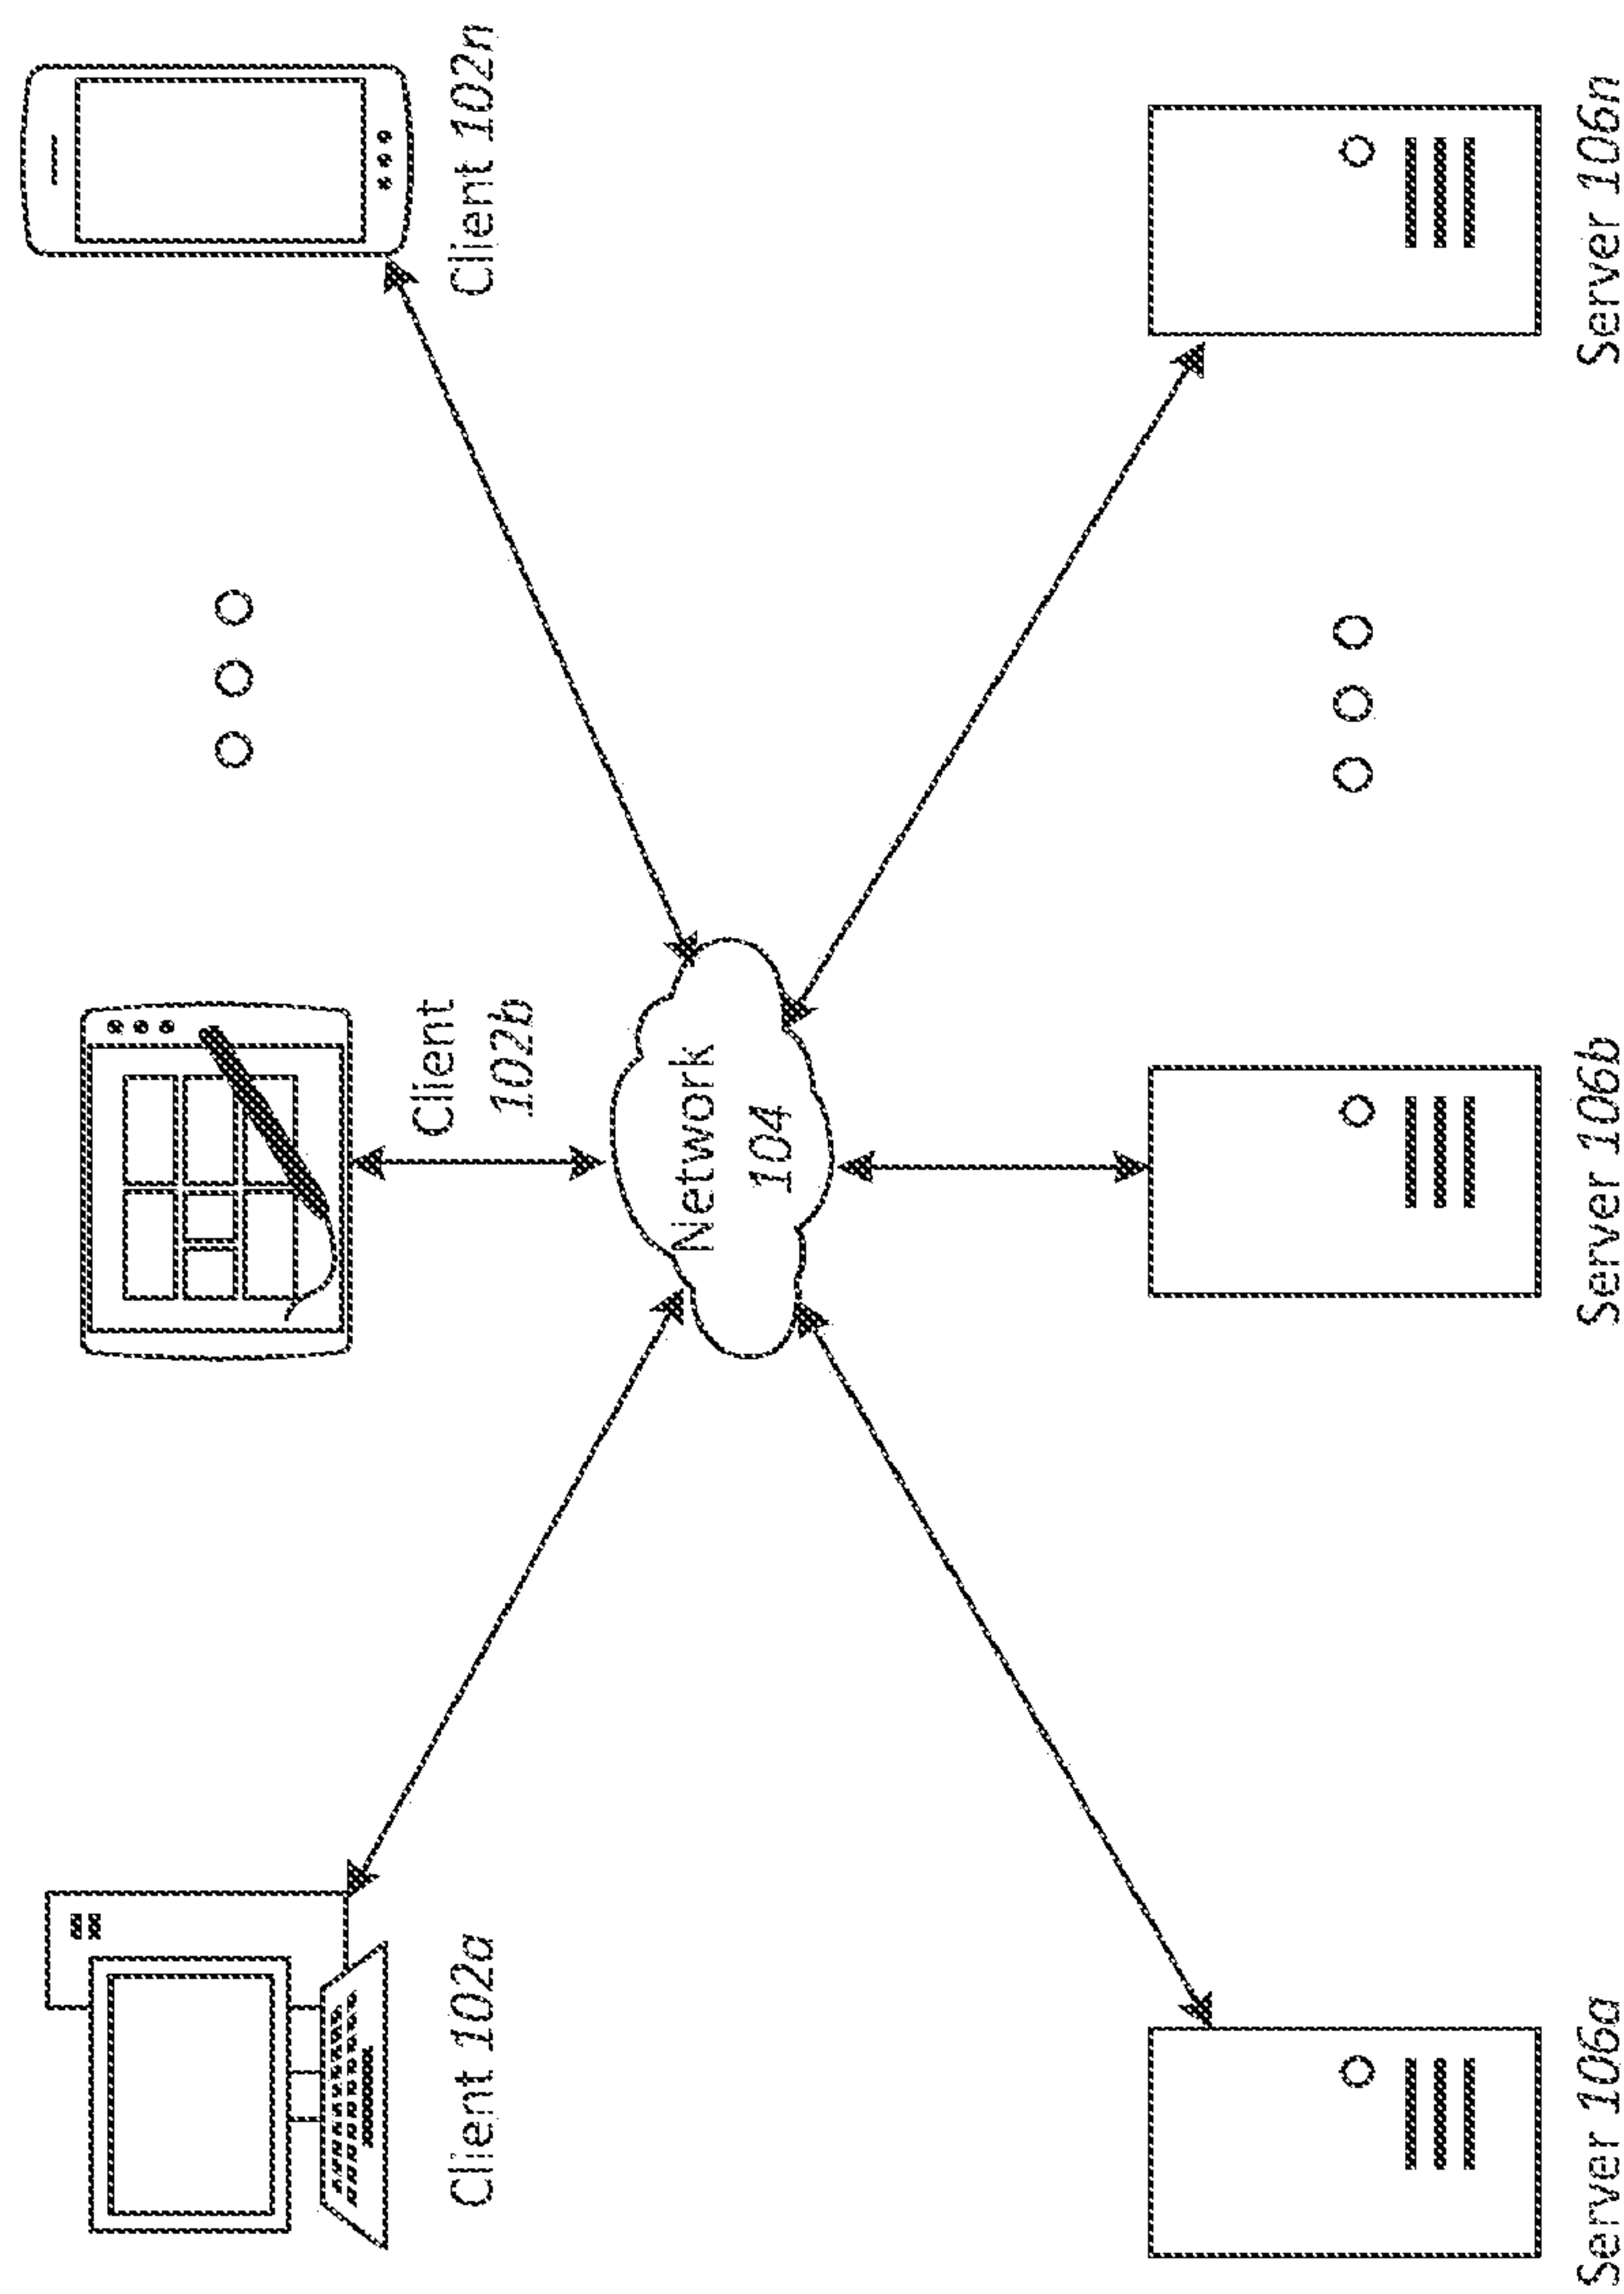 Client 102a
Client
102b
Client 102n
Network
104
Server 106a
Server 106b
Server 106n